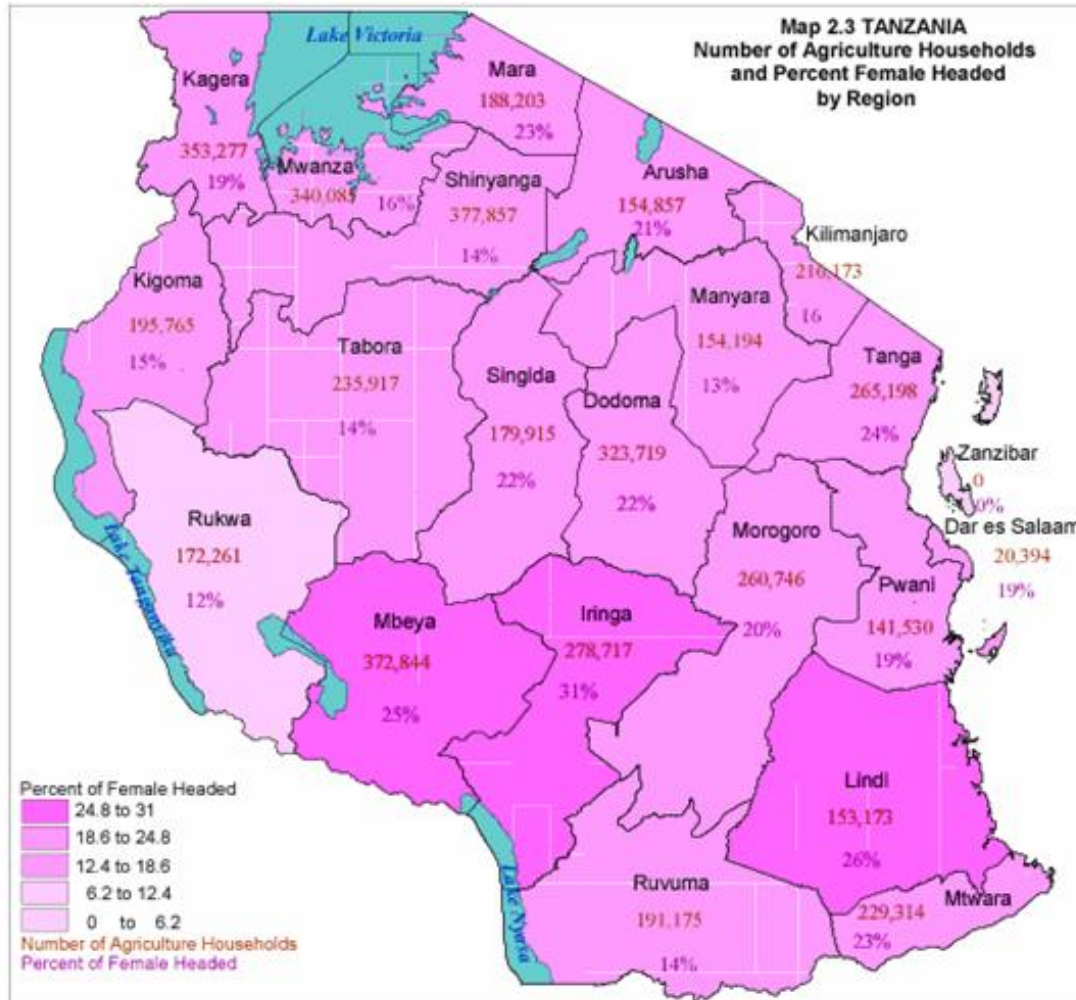 Map 2.3 TANZANIA
Number of Agriculture Households
and Percent Female Headed
by Region
Lake Victoria
Kagera
353,277
19%
Mara
188,203
23%
Mwanza
340,085
16%
Shinyanga
377,857
14%
Arusha
154,857
21%
Kilimanjaro
216,173
16
Kigoma
195.765
15%
Tabora
235,917
14%
Singida
179,915
22%
Dodoma
323,719
22%
Manyara
154,194
13%
Tanga
265,198
24%
Zanzibar
0
0%
Dar es Salaam
20,394
19%
Rukwa
172,261
12%
Lake Tanganyika
Mbeya
372,844
25%
Iringa
278,717
31%
Morogoro
260,746
20%
Pwani
141,530
19%
Lindi
153,173
26%
Ruvuma
191,175
14%
Mtwara
229,314
23%
Lake Nyasa
Percent of Female Headed
24.8 to 31
18.6 to 24.8
12.4 to 18.6
6.2 to 12.4
0 to 6.2
Number of Agriculture Households
Percent of Female Headed